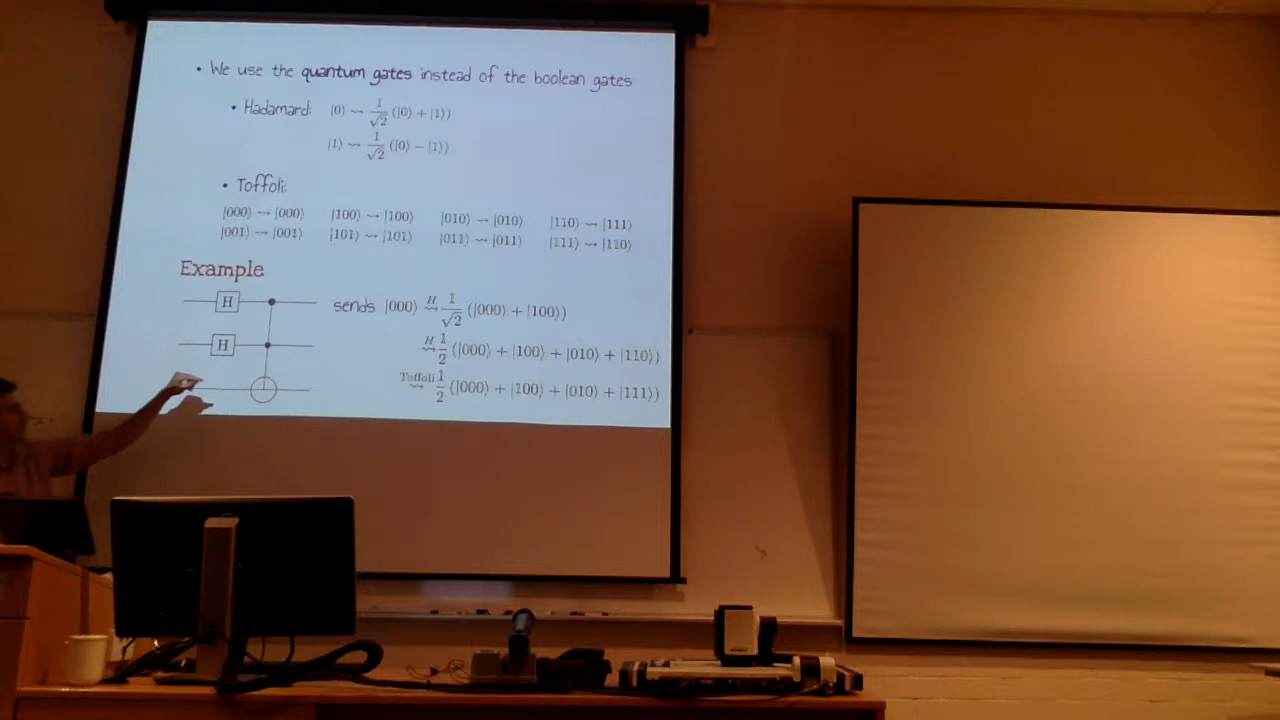 • We use the quantum gates instead of the boolean gates
• Hadamard: |0⟩ ⇝ 1/√2 (|0⟩ + |1⟩)
|1⟩ ⇝ 1/√2 (|0⟩ − |1⟩)
• Toffoli:
|000⟩ ⇝ |000⟩ |100⟩ ⇝ |100⟩ |010⟩ ⇝ |010⟩ |110⟩ ⇝ |111⟩
|001⟩ ⇝ |001⟩ |101⟩ ⇝ |101⟩ |011⟩ ⇝ |011⟩ |111⟩ ⇝ |110⟩
Example
H sends |000⟩ H⇝ 1/√2 (|000⟩ + |100⟩)
H H⇝ 1/2 (|000⟩ + |100⟩ + |010⟩ + |110⟩)
Toffoli⇝ 1/2 (|000⟩ + |100⟩ + |010⟩ + |111⟩)